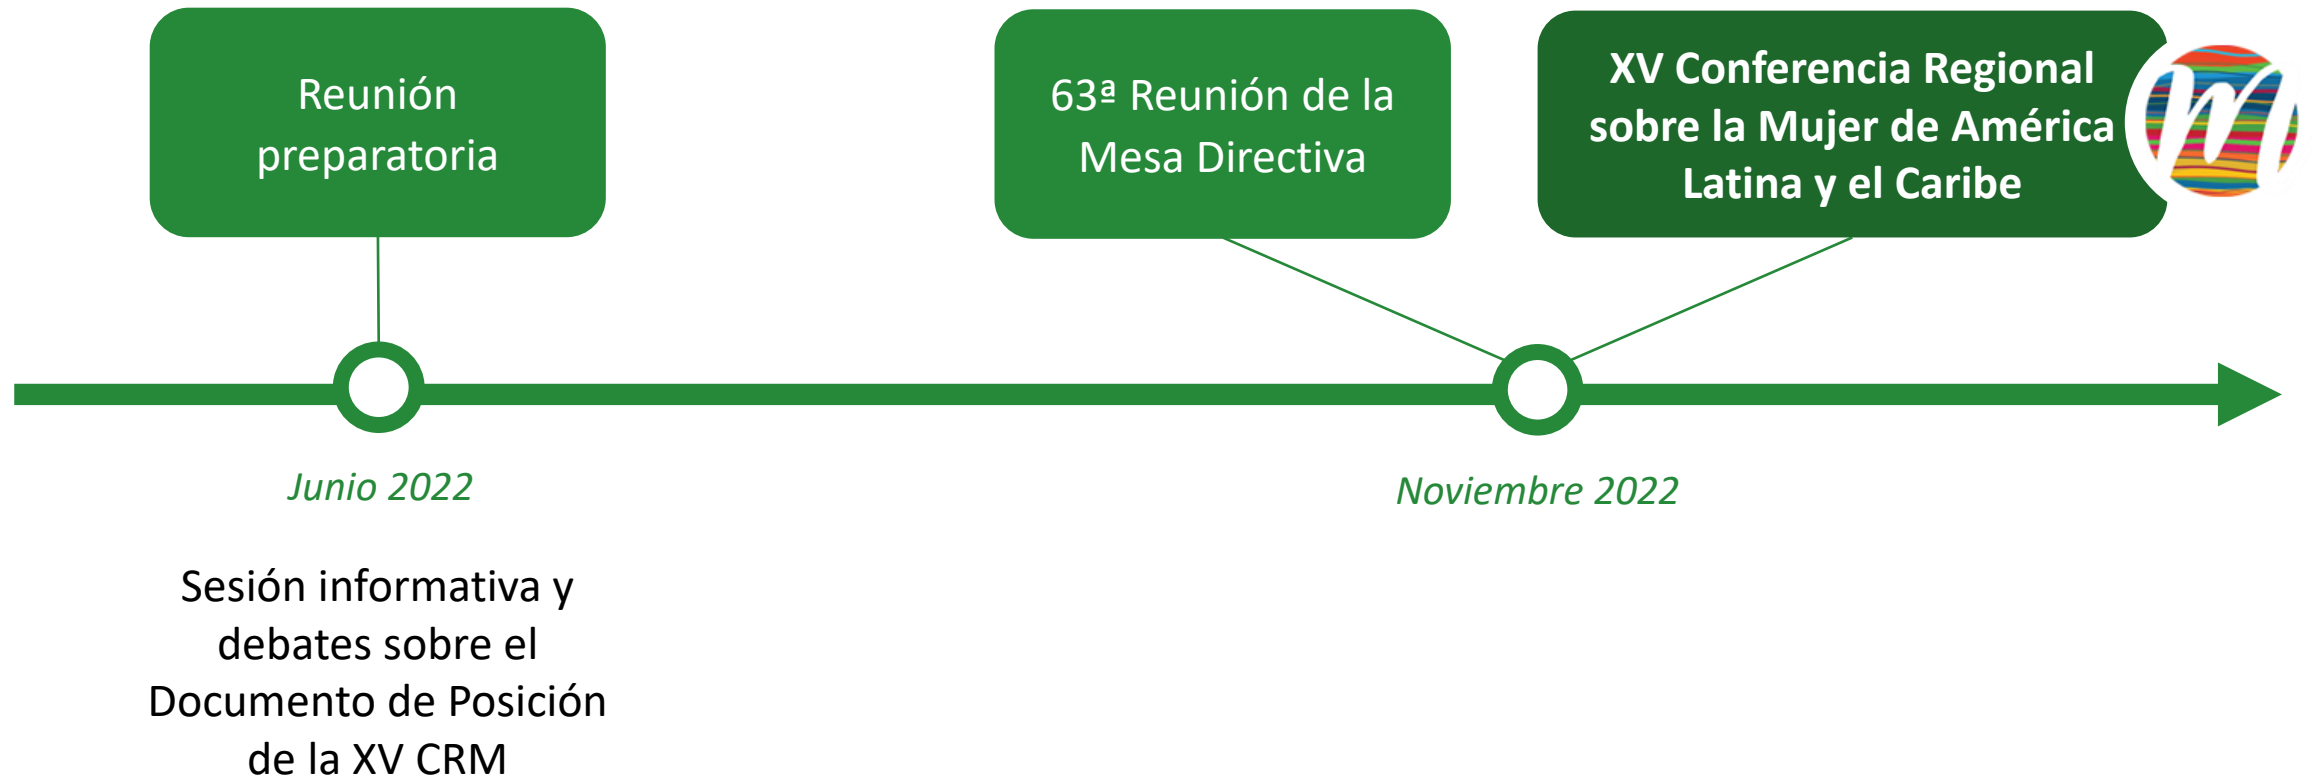 Reunión
preparatoria
63ª Reunión de la
Mesa Directiva
XV Conferencia Regional
sobre la Mujer de América
Latina y el Caribe
Junio 2022
Noviembre 2022
Sesión informativa y
debates sobre el
Documento de Posición
de la XV CRM